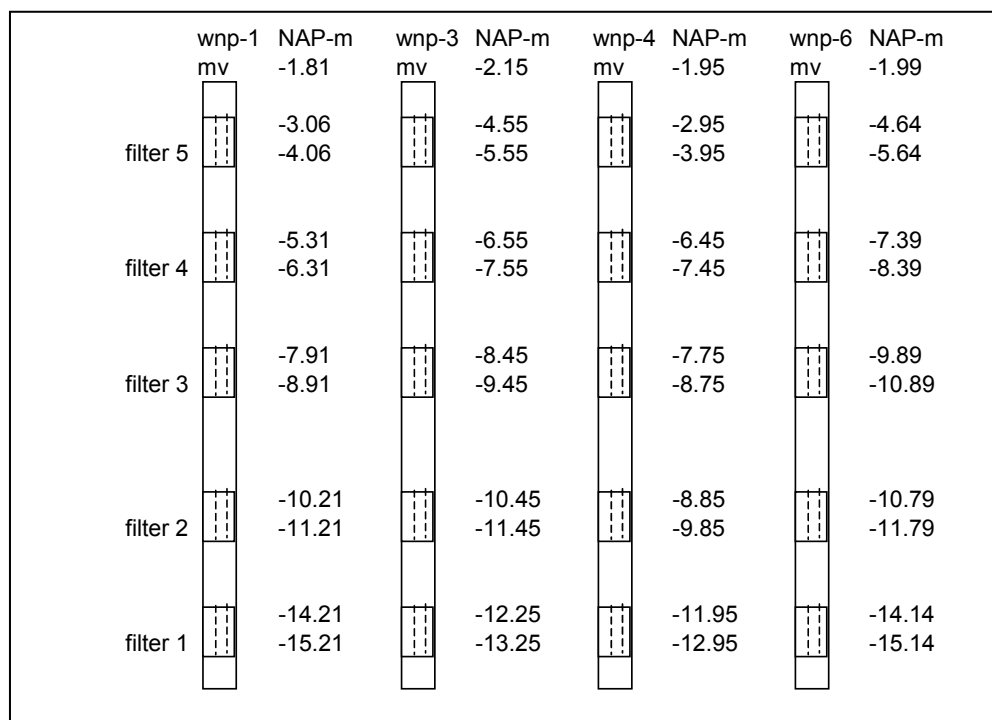 wnp-1 NAP-m wnp-3 NAP-m wnp-4 NAP-m wnp-6 NAP-m
mv -1.81 mv -2.15 mv -1.95 mv -1.99
-3.06 -4.55 -2.95 -4.64
filter 5 -4.06 -5.55 -3.95 -5.64
-5.31 -6.55 -6.45 -7.39
filter 4 -6.31 -7.55 -7.45 -8.39
-7.91 -8.45 -7.75 -9.89
filter 3 -8.91 -9.45 -8.75 -10.89
-10.21 -10.45 -8.85 -10.79
filter 2 -11.21 -11.45 -9.85 -11.79
-14.21 -12.25 -11.95 -14.14
filter 1 -15.21 -13.25 -12.95 -15.14